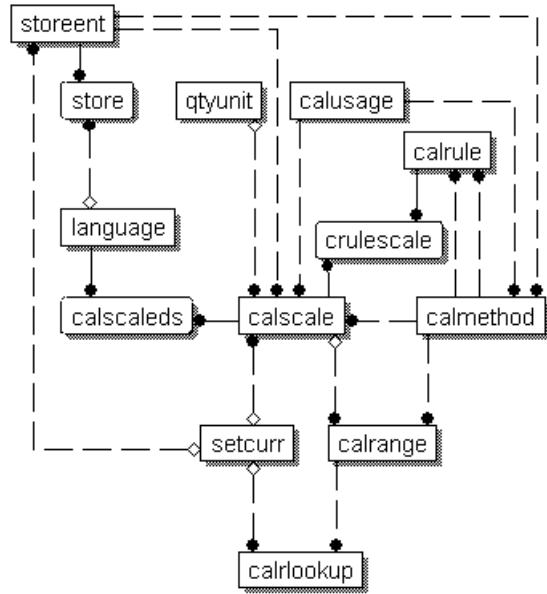 storeent
store
qtyunit
calusage
calrule
language
crulescale
calscaleds
calscale
calmethod
setcurr
calrange
calrlookup